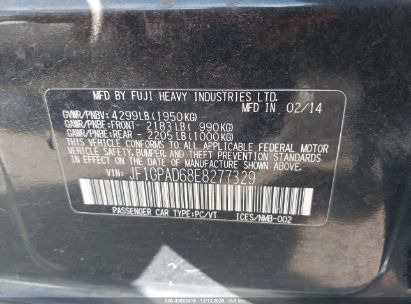 MFD BY FUJI HEAVY INDUSTRIES LTD.
MFD. IN 02/14
GVWR/PNBV: 4299LB(1950KG)
GAWR/PNBE: FRONT- 2183LB( 990KG)
GAWR/PNBE: REAR - 2205LB(1000KG)
THIS VEHICLE CONFORMS TO ALL APPLICABLE FEDERAL MOTOR
VEHICLE SAFETY, BUMPER, AND THEFT PREVENTION STANDARDS
IN EFFECT ON THE DATE OF MANUFACTURE SHOWN ABOVE.
VIN: JF1GPAD68E8277329
PASSENGER CAR TYPE:PC/VT ICES/NMB-002